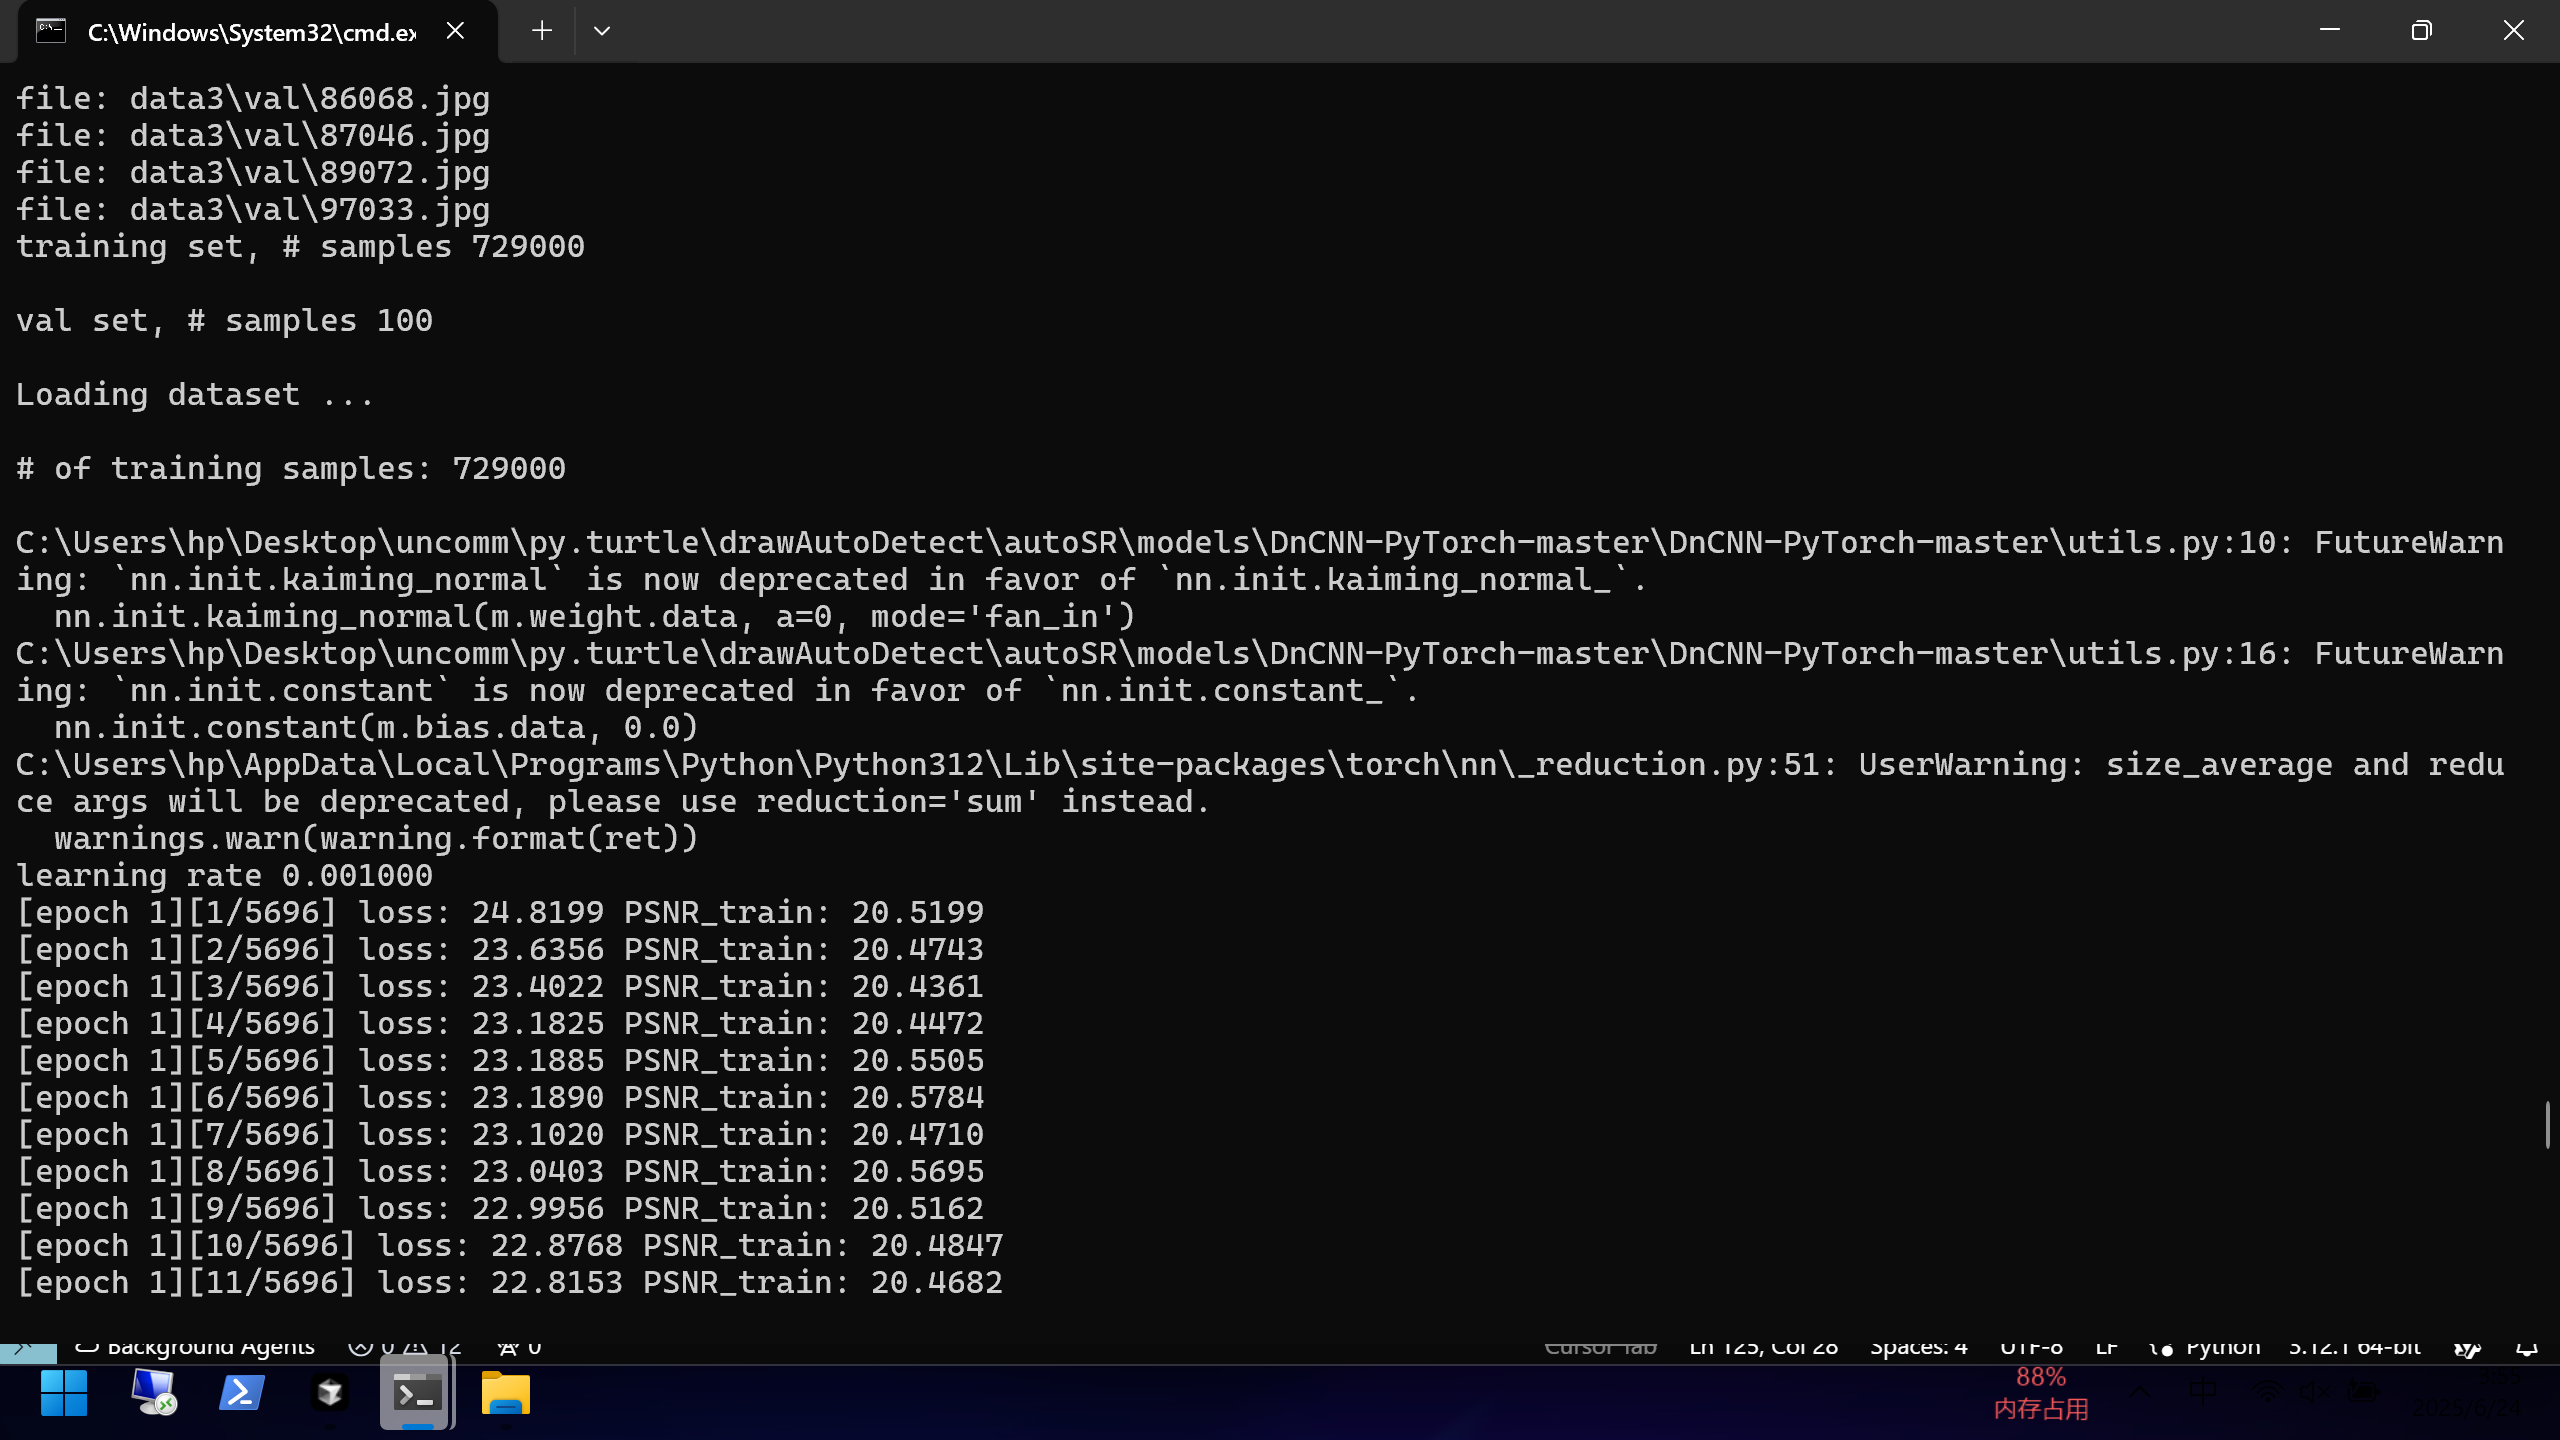 C:\Windows\System32\cmd.ex
file: data3\val\86068.jpg
file: data3\val\87046.jpg
file: data3\val\89072.jpg
file: data3\val\97033.jpg
training set, # samples 729000
val set, # samples 100
Loading dataset ...
# of training samples: 729000
C:\Users\hp\Desktop\uncomm\py.turtle\drawAutoDetect\autoSR\models\DnCNN-PyTorch-master\DnCNN-PyTorch-master\utils.py:10: FutureWarn
ing: `nn.init.kaiming_normal` is now deprecated in favor of `nn.init.kaiming_normal_`.
  nn.init.kaiming_normal(m.weight.data, a=0, mode='fan_in')
C:\Users\hp\Desktop\uncomm\py.turtle\drawAutoDetect\autoSR\models\DnCNN-PyTorch-master\DnCNN-PyTorch-master\utils.py:16: FutureWarn
ing: `nn.init.constant` is now deprecated in favor of `nn.init.constant_`.
  nn.init.constant(m.bias.data, 0.0)
C:\Users\hp\AppData\Local\Programs\Python\Python312\Lib\site-packages\torch\nn\_reduction.py:51: UserWarning: size_average and redu
ce args will be deprecated, please use reduction='sum' instead.
  warnings.warn(warning.format(ret))
learning rate 0.001000
[epoch 1][1/5696] loss: 24.8199 PSNR_train: 20.5199
[epoch 1][2/5696] loss: 23.6356 PSNR_train: 20.4743
[epoch 1][3/5696] loss: 23.4022 PSNR_train: 20.4361
[epoch 1][4/5696] loss: 23.1825 PSNR_train: 20.4472
[epoch 1][5/5696] loss: 23.1885 PSNR_train: 20.5505
[epoch 1][6/5696] loss: 23.1890 PSNR_train: 20.5784
[epoch 1][7/5696] loss: 23.1020 PSNR_train: 20.4710
[epoch 1][8/5696] loss: 23.0403 PSNR_train: 20.5695
[epoch 1][9/5696] loss: 22.9956 PSNR_train: 20.5162
[epoch 1][10/5696] loss: 22.8768 PSNR_train: 20.4847
[epoch 1][11/5696] loss: 22.8153 PSNR_train: 20.4682
Background Agents 0 12 0 Cursor Tab Ln 125, Col 28 Spaces: 4 UTF-8 LF Python 3.12.1 64-bit
88%
内存占用
中